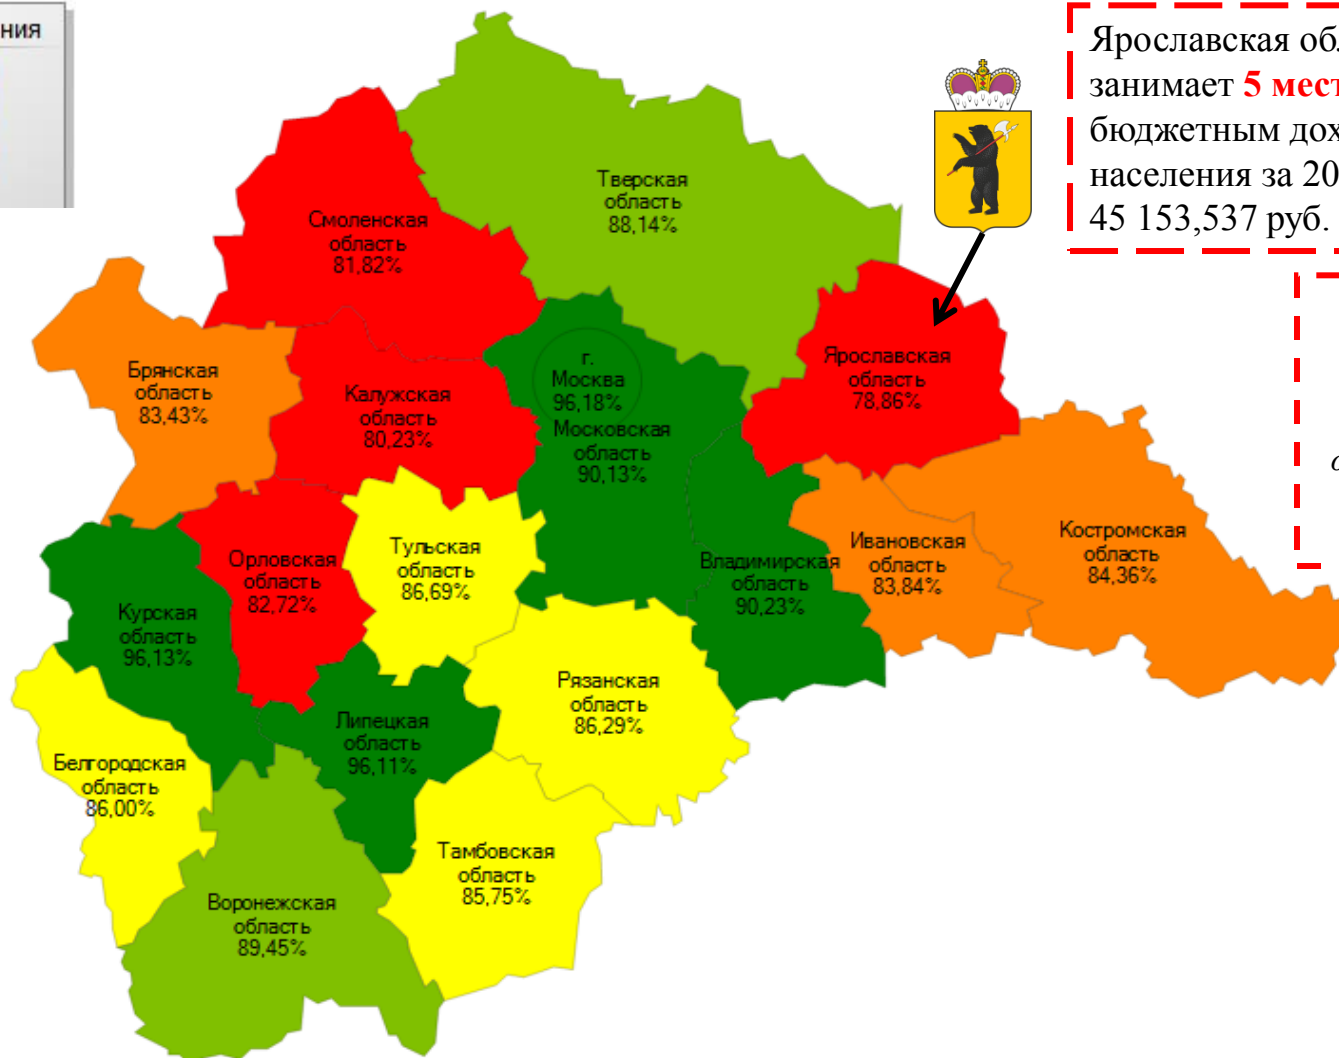 ния
Ярославская
занимает 5
бюджетным
населения за
45 153,537 руб.
Тверская
область
88,14%
Смоленская
область
81,82%
Ярославская
область
78,86%
г.
Москва
96,18%
Московская
область
90,13%
Брянская
область
83,43%
Калужская
область
80,23%
Костромская
область
84,36%
Ивановская
область
83,84%
Владимирская
область
90,23%
Тульская
область
86,69%
Орловская
область
82,72%
Курская
область
96,13%
Рязанская
область
86,29%
Липецкая
область
96,11%
Белгородская
область
86,00%
Тамбовская
область
85,75%
Воронежская
область
89,45%